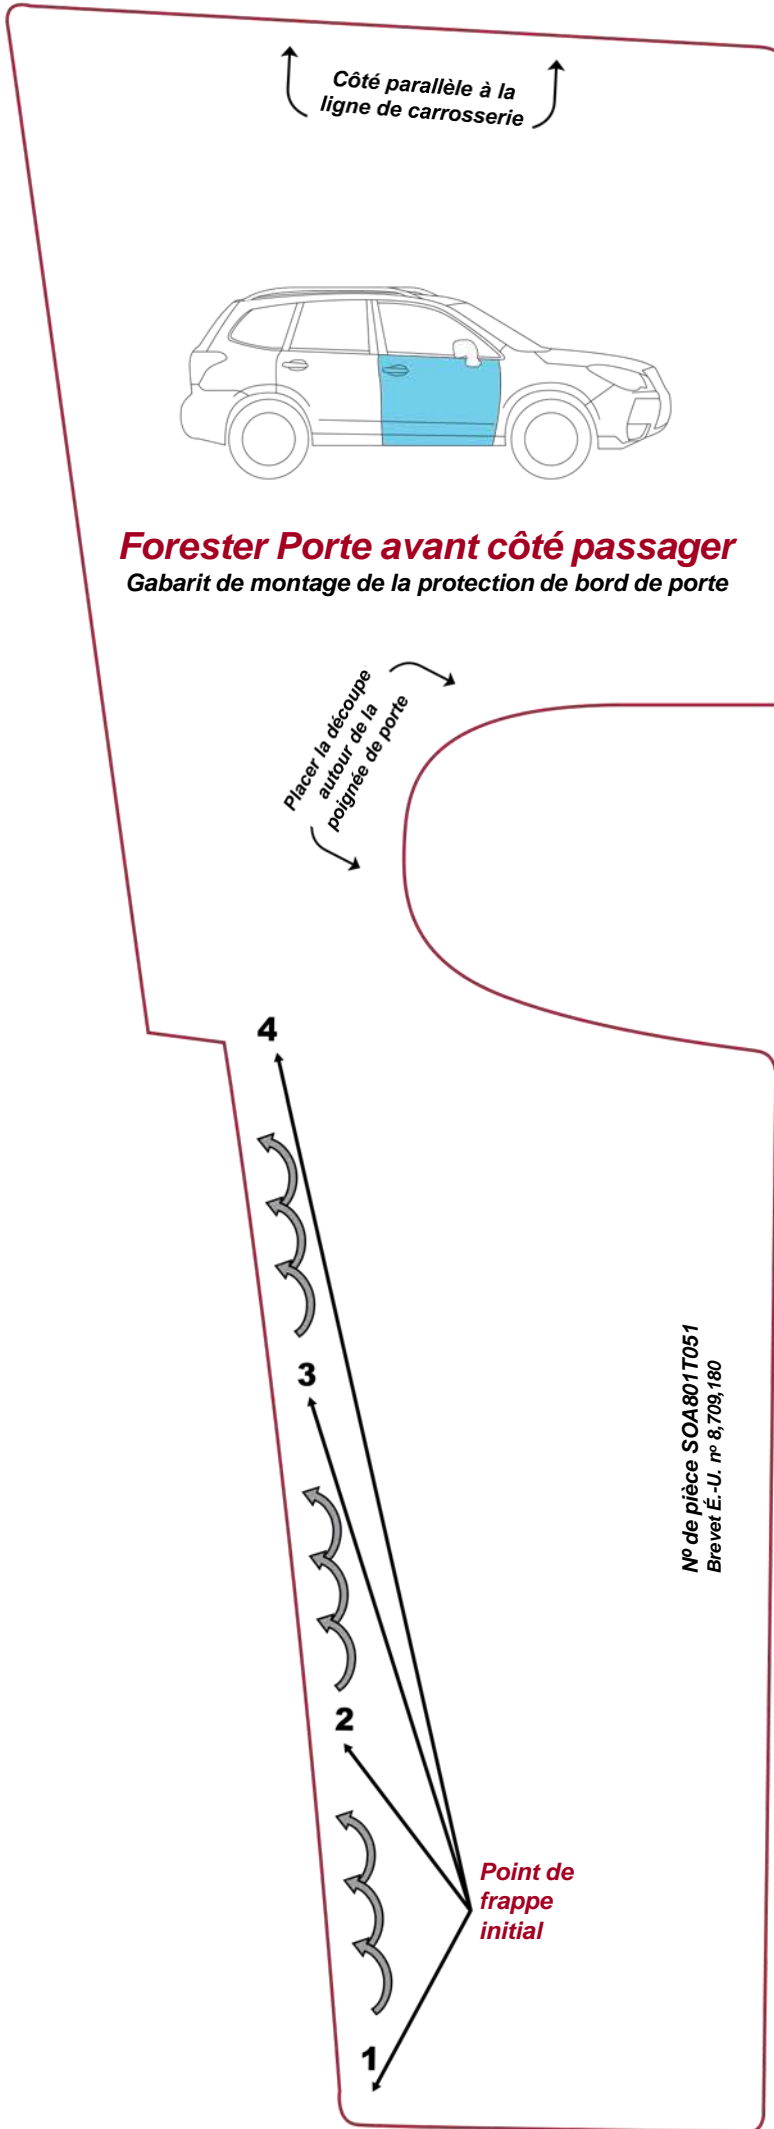 Côté parallèle à la
ligne de carrosserie
Forester Porte avant côté passager
Gabarit de montage de la protection de bord de porte
Placer la découpe
autour de la
poignée de porte
4
3
Nº de pièce SOA801T051
Brevet É.-U. nº 8,709,180
2
Point de
frappe
initial
1